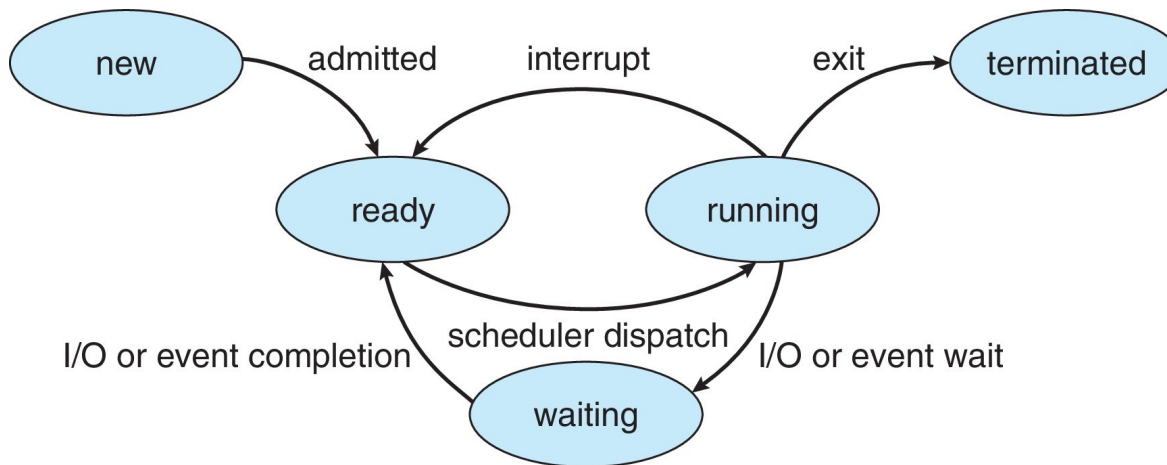 new
admitted
interrupt
exit
terminated
ready
running
scheduler dispatch
I/O or event completion
I/O or event wait
waiting